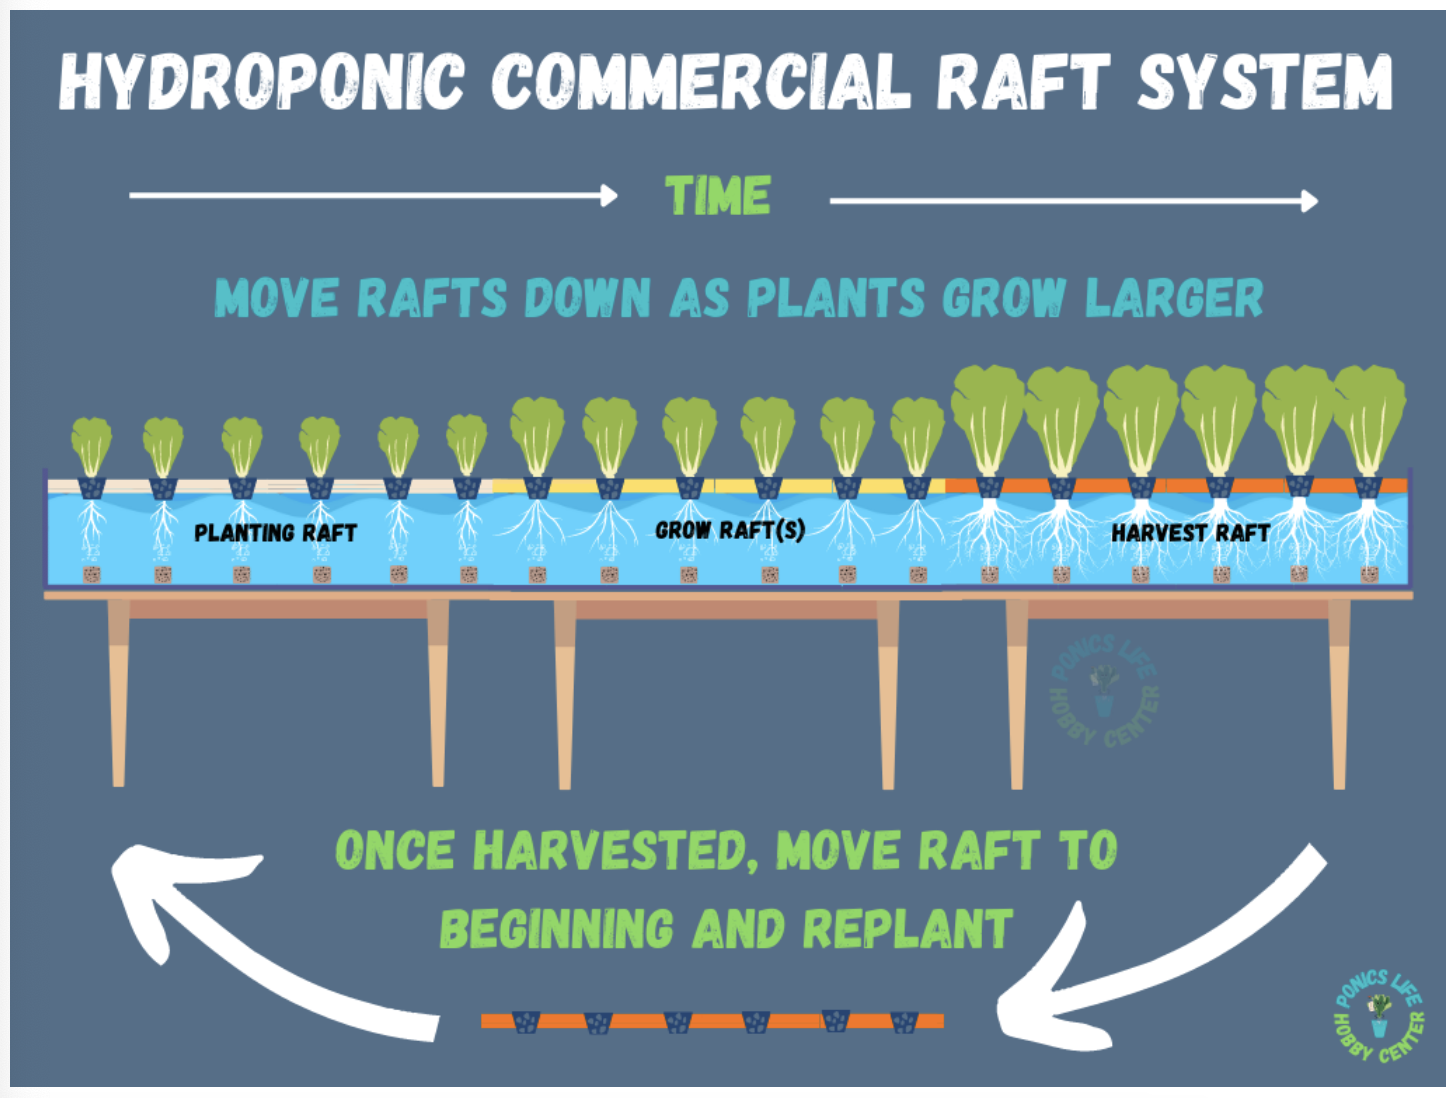 HYDROPONIC COMMERCIAL RAFT SYSTEM
TIME
MOVE RAFTS DOWN AS PLANTS GROW LARGER
PLANTING RAFT
GROW RAFT(S)
HARVEST RAFT
PONICS LIFE
HOBBY CENTER
ONCE HARVESTED, MOVE RAFT TO
BEGINNING AND REPLANT
PONICS LIFE
HOBBY CENTER